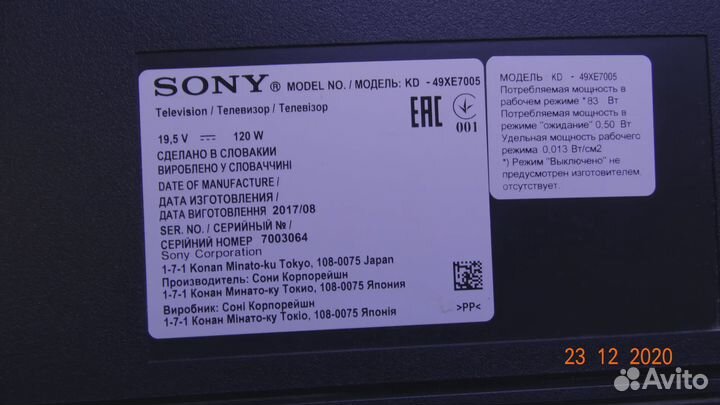 SONY® MODEL NO. / МОДЕЛЬ: KD - 49XE7005
Television / Телевизор / Телевізор
19,5 V ⎓ 120 W
EAC
001
СДЕЛАНО В СЛОВАКИИ
ВИРОБЛЕНО У СЛОВАЧЧИНІ
DATE OF MANUFACTURE /
ДАТА ИЗГОТОВЛЕНИЯ /
ДАТА ВИГОТОВЛЕННЯ 2017/08
SER. NO. / СЕРИЙНЫЙ № /
СЕРІЙНИЙ НОМЕР 7003064
Sony Corporation
1-7-1 Konan Minato-ku Tokyo, 108-0075 Japan
Производитель: Сони Корпорейшн
1-7-1 Конан Минато-ку Токио, 108-0075 Япония
Виробник: Соні Корпорейшн
1-7-1 Конан Мінато-ку Токіо, 108-0075 Японія
>PP<
МОДЕЛЬ: KD - 49XE7005
Потребляемая мощность в
рабочем режиме *83 Вт
Потребляемая мощность в
режиме "ожидание" 0,50 Вт
Удельная мощность рабочего
режима 0,013 Вт/см2
*) Режим "Выключено" не
предусмотрен изготовителем,
отсутствует.
23 12 2020
Avito